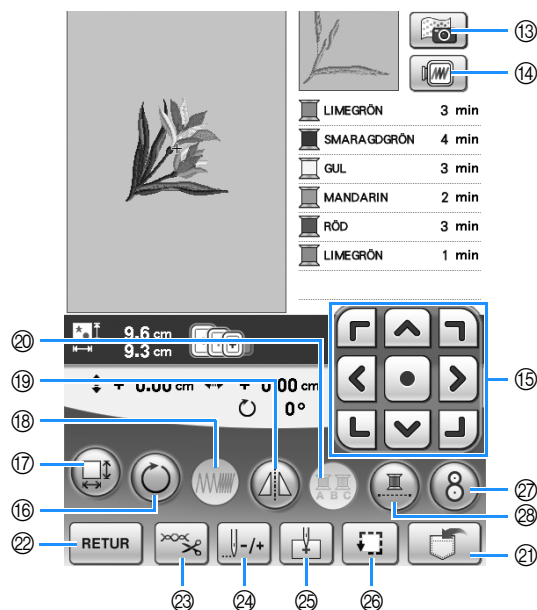 ⑬
⑭
LIMEGRÖN 3 min
SMARAGDGRÖN 4 min
GUL 3 min
MANDARIN 2 min
RÖD 3 min
LIMEGRÖN 1 min
⑳
9.6 cm
9.3 cm
⑲
⑮
+ 0.00 cm + 0.00 cm
0°
⑱
⑰
A B C
⑯
㉗
㉘
㉒
RETUR
-/+
㉑
㉓
㉔
㉕
㉖